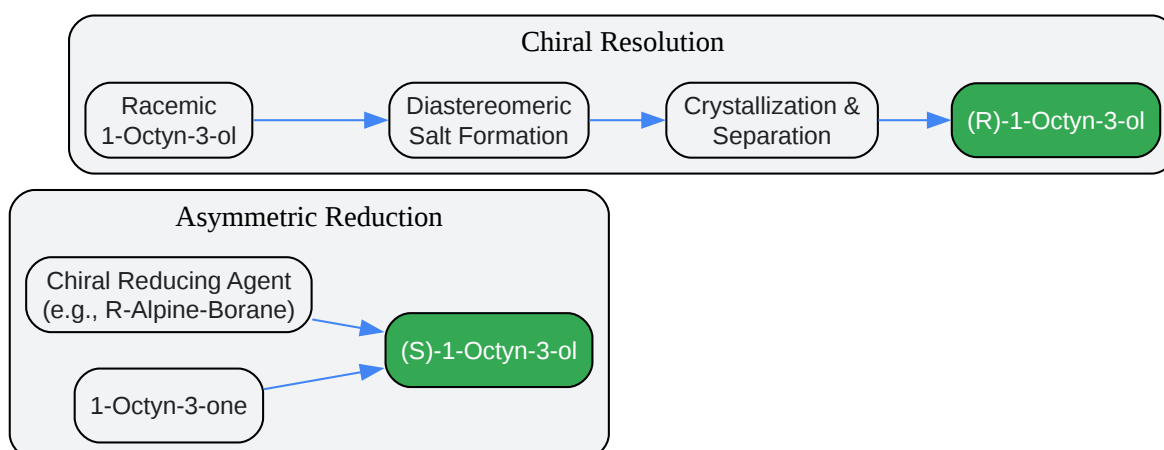 Chiral Resolution
Racemic
1-Octyn-3-ol
Diastereomeric
Salt Formation
Crystallization &
Separation
(R)-1-Octyn-3-ol
Asymmetric Reduction
Chiral Reducing Agent
(e.g., R-Alpine-Borane)
(S)-1-Octyn-3-ol
1-Octyn-3-one